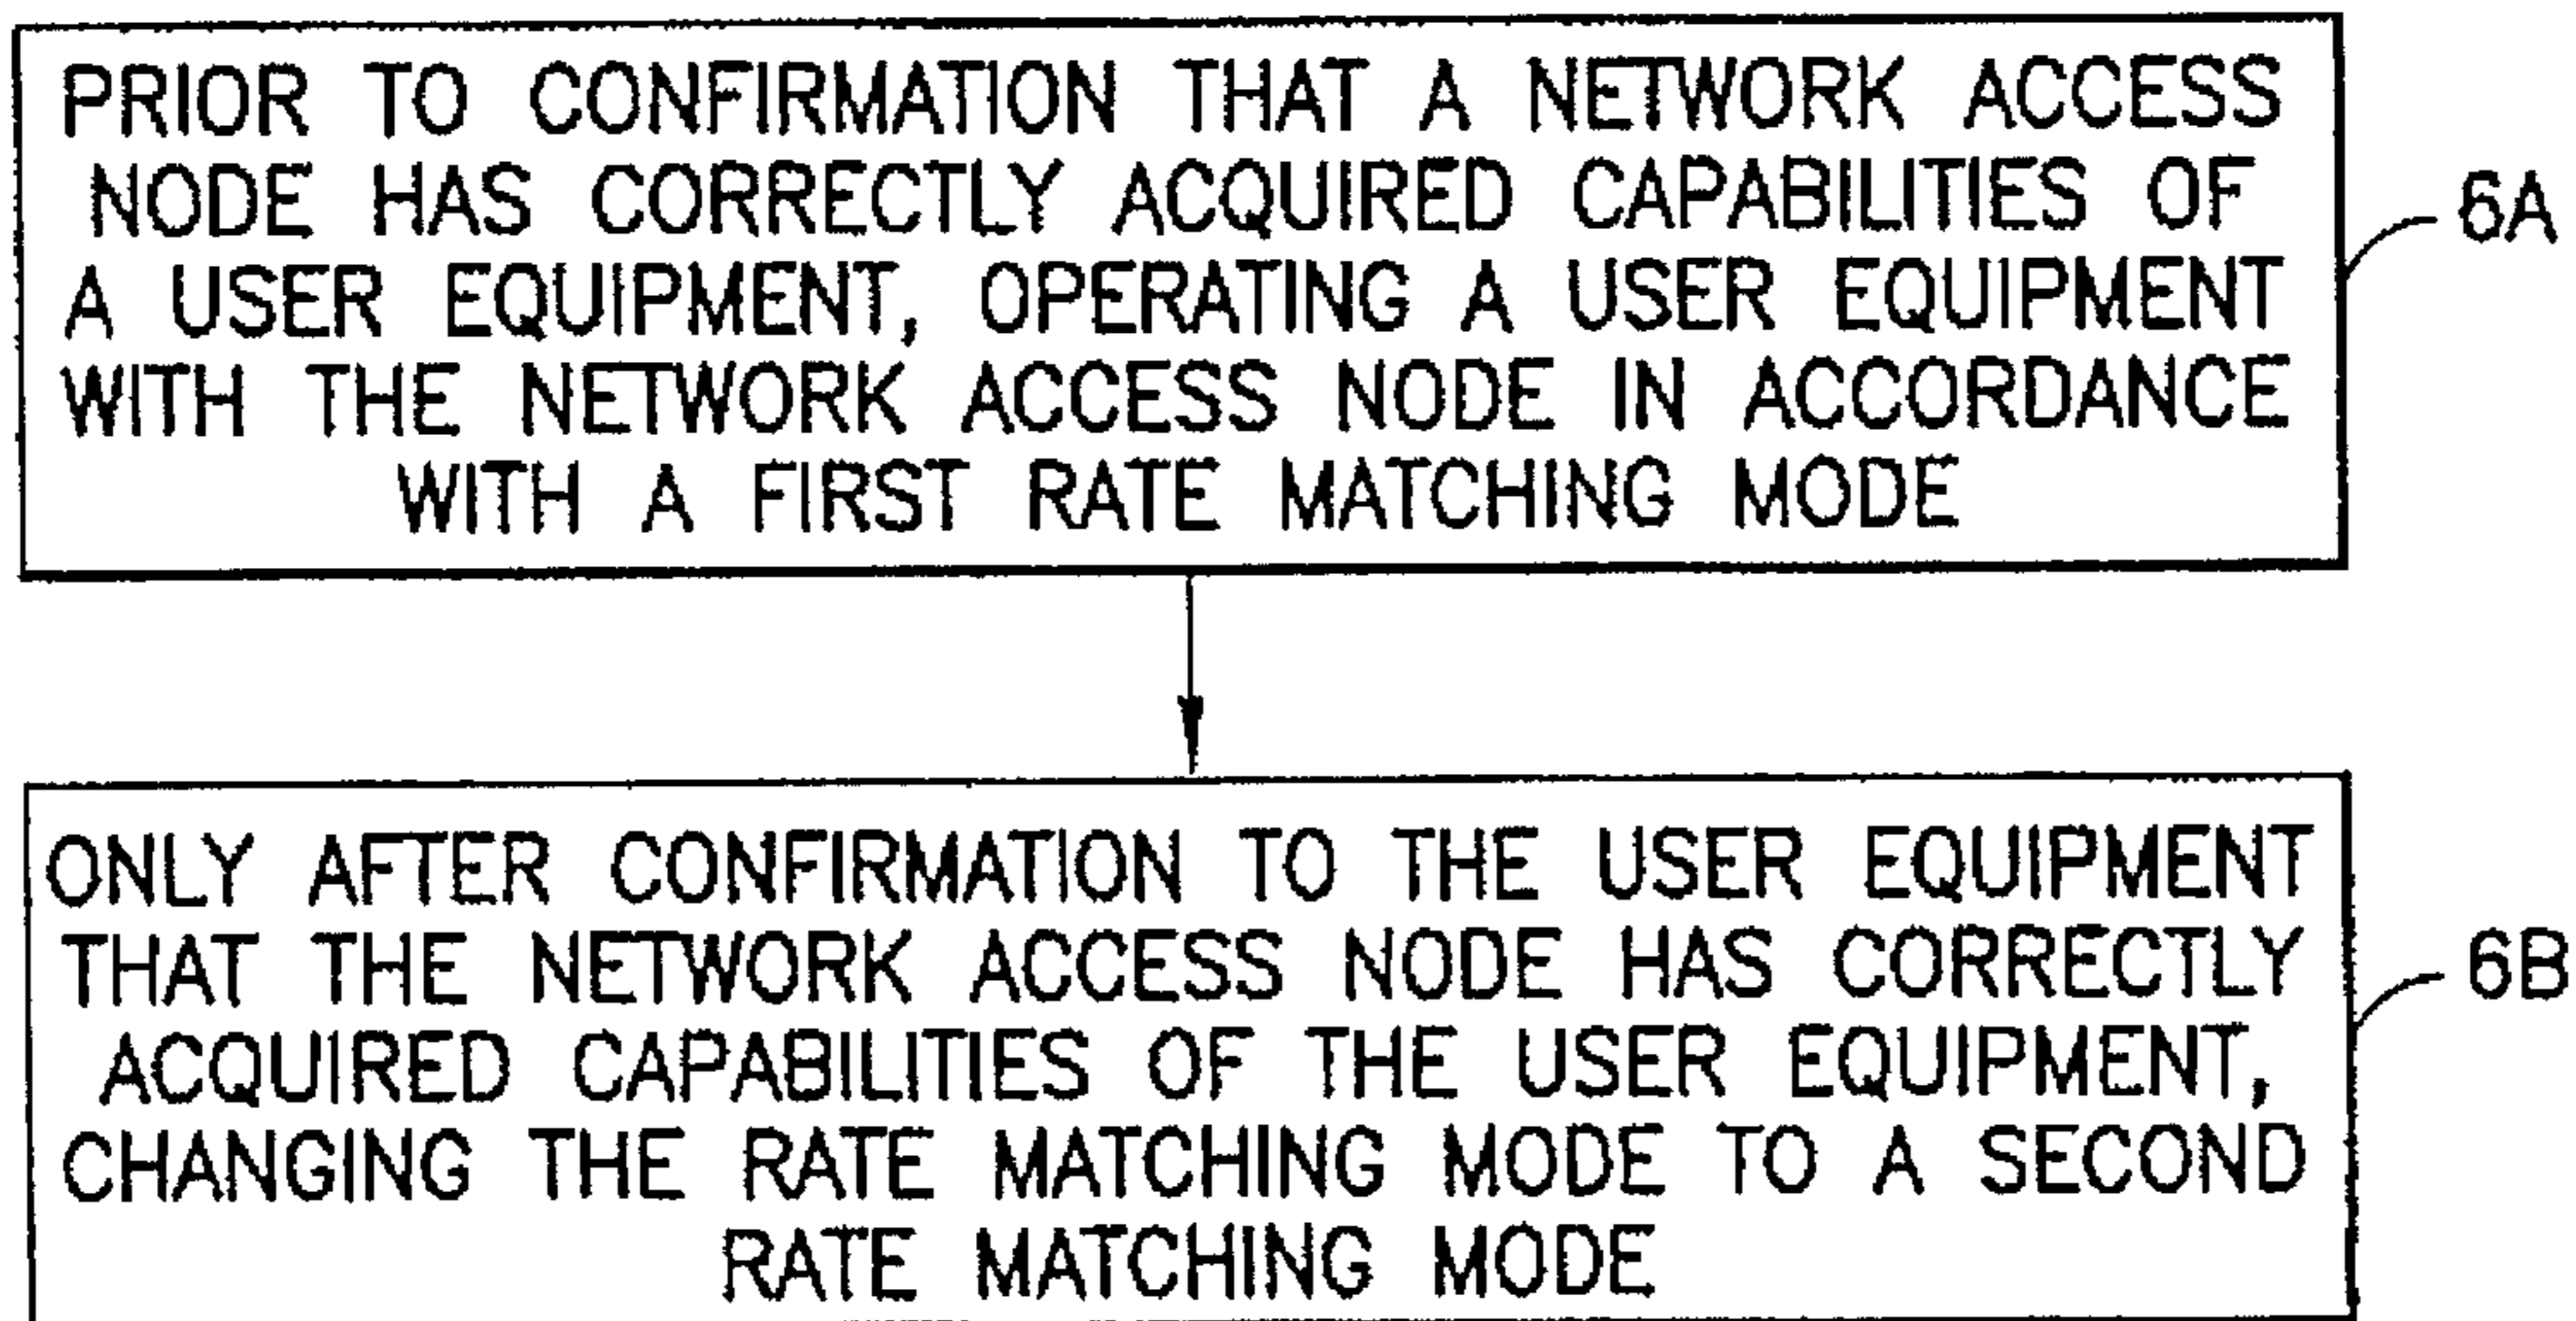 PRIOR TO CONFIRMATION THAT A NETWORK ACCESS
NODE HAS CORRECTLY ACQUIRED CAPABILITIES OF
A USER EQUIPMENT, OPERATING A USER EQUIPMENT
WITH THE NETWORK ACCESS NODE IN ACCORDANCE
WITH A FIRST RATE MATCHING MODE
6A
ONLY AFTER CONFIRMATION TO THE USER EQUIPMENT
THAT THE NETWORK ACCESS NODE HAS CORRECTLY
ACQUIRED CAPABILITIES OF THE USER EQUIPMENT,
CHANGING THE RATE MATCHING MODE TO A SECOND
RATE MATCHING MODE
6B